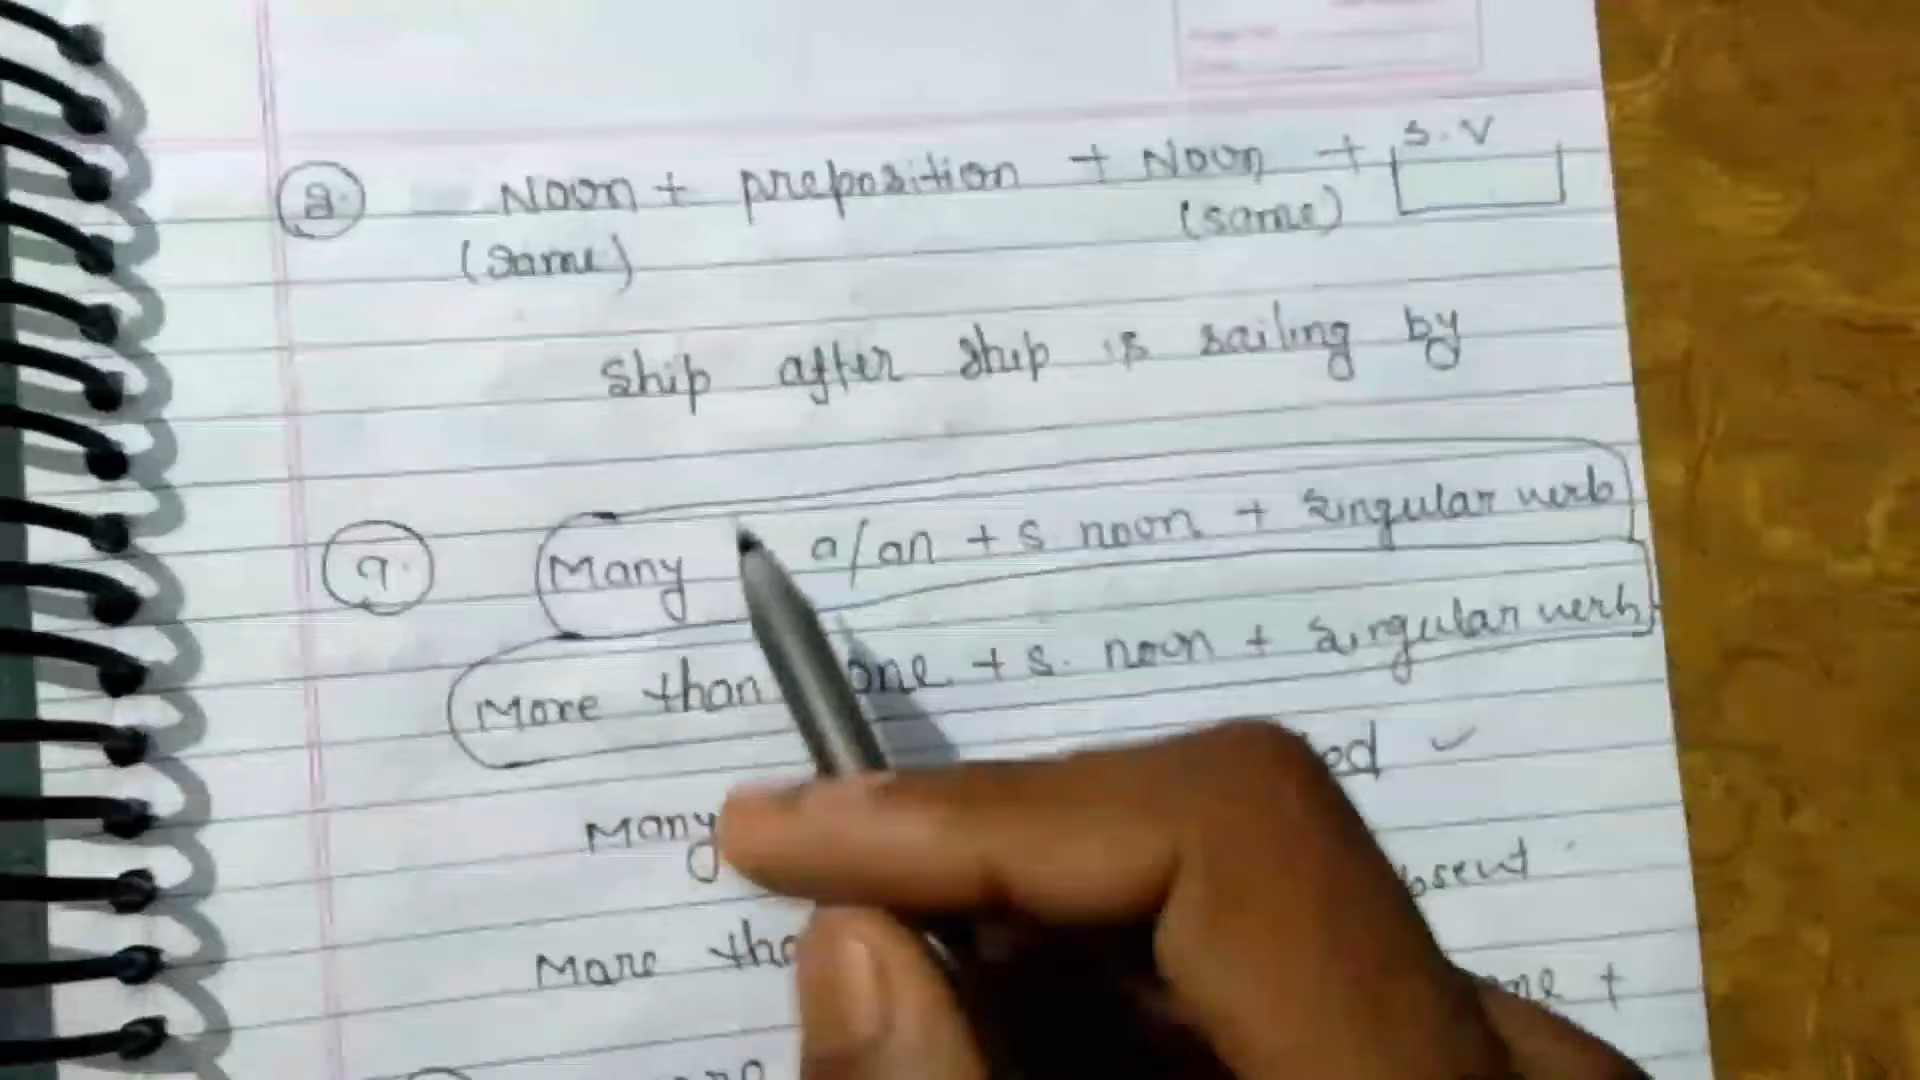 8. Noun + preposition + Noun + S.V
(same) (same)
Ship after ship is sailing by
9. Many a/an + s. noun + singular verb
More than one + s. noun + singular verb
Many
More